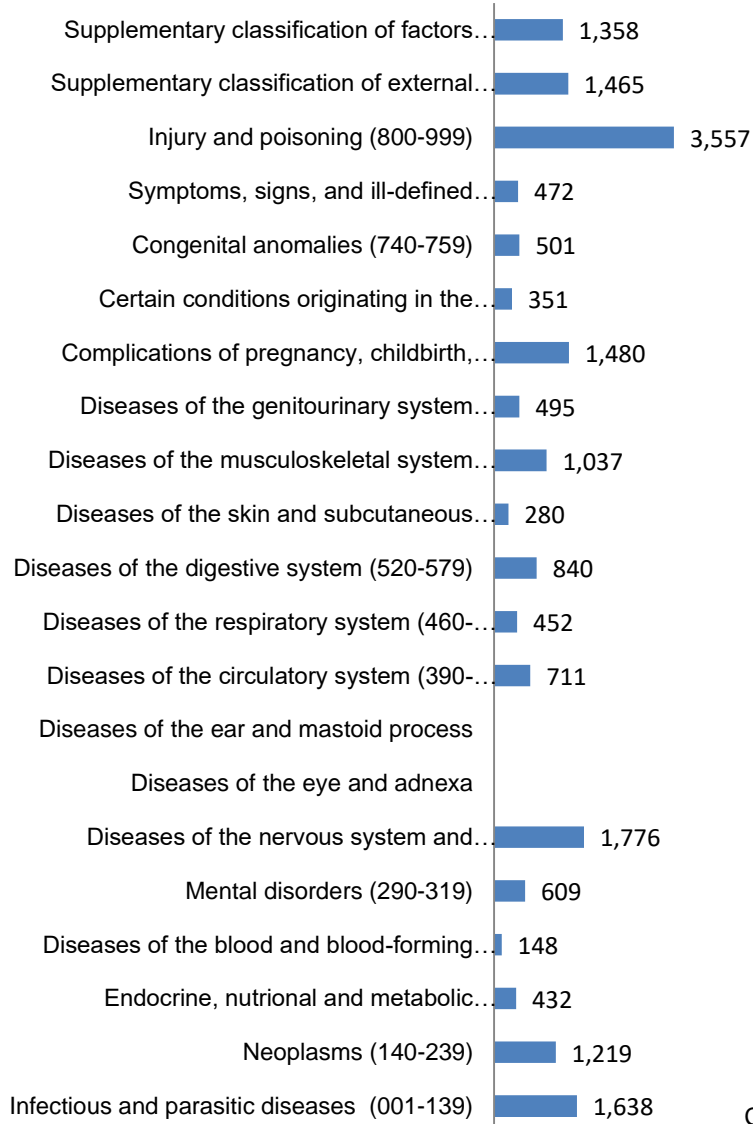 Supplementary classification of factors… 1,358
Supplementary classification of external… 1,465
Injury and poisoning (800-999) 3,557
Symptoms, signs, and ill-defined… 472
Congenital anomalies (740-759) 501
Certain conditions originating in the… 351
Complications of pregnancy, childbirth,… 1,480
Diseases of the genitourinary system… 495
Diseases of the musculoskeletal system… 1,037
Diseases of the skin and subcutaneous… 280
Diseases of the digestive system (520-579) 840
Diseases of the respiratory system (460-… 452
Diseases of the circulatory system (390-… 711
Diseases of the ear and mastoid process
Diseases of the eye and adnexa
Diseases of the nervous system and… 1,776
Mental disorders (290-319) 609
Diseases of the blood and blood-forming… 148
Endocrine, nutrional and metabolic… 432
Neoplasms (140-239) 1,219
Infectious and parasitic diseases  (001-139) 1,638